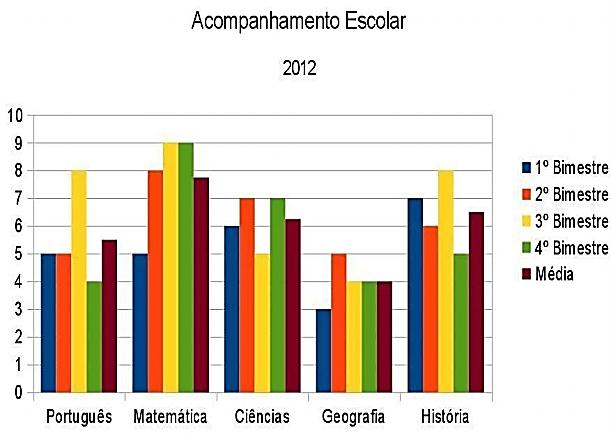 Acompanhamento Escolar
2012
10
9
8
7
6
5
4
3
2
1
0
Português Matemática Ciências Geografia História
1º Bimestre
2º Bimestre
3º Bimestre
4º Bimestre
Média